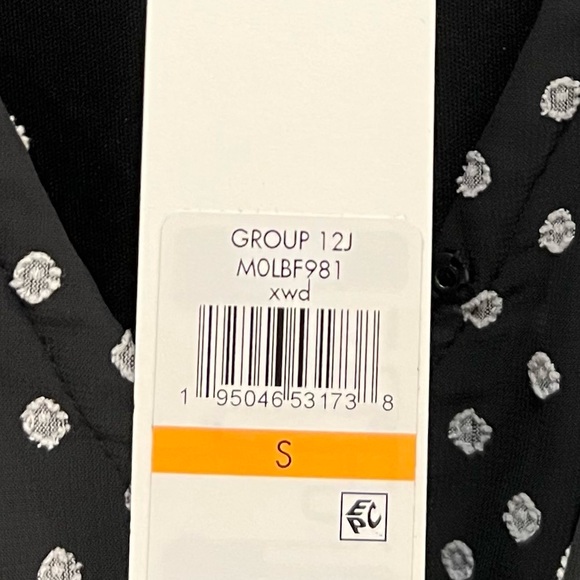 GROUP 12J
M0LBF981
xwd
1 95046 53173 8
S
EPC